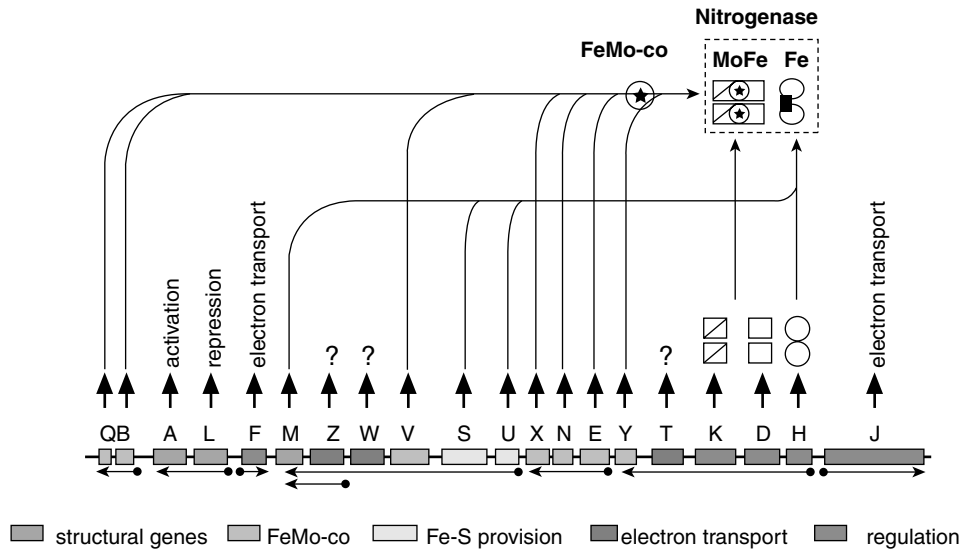 Nitrogenase
FeMo-co MoFe Fe
activation
repression
electron transport
? ? ?
electron transport
Q B A L F M Z W V S U X N E Y T K D H J
structural genes FeMo-co Fe-S provision electron transport regulation